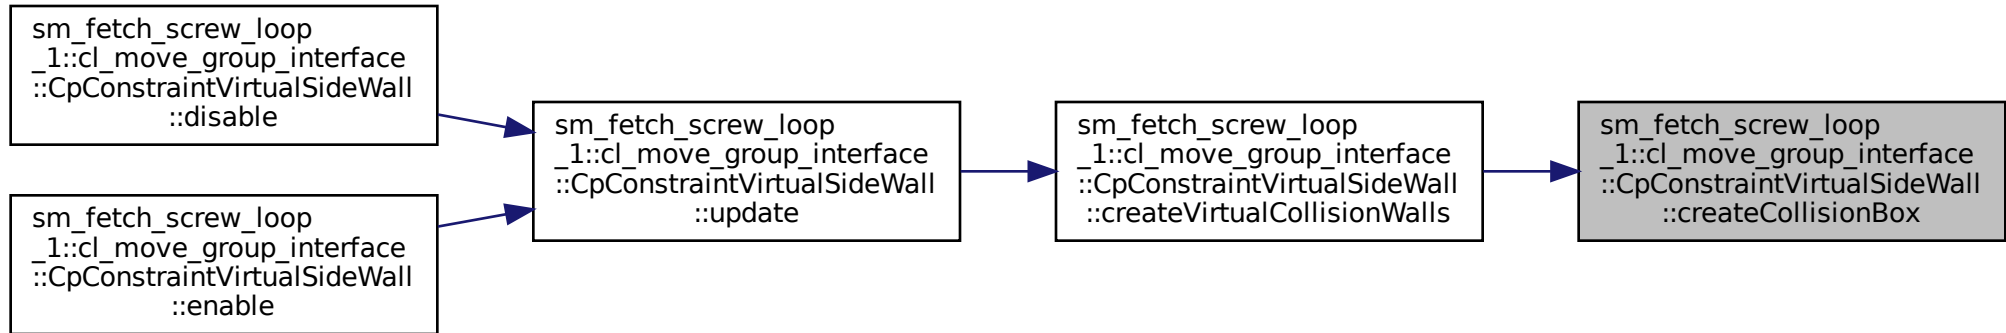 sm_fetch_screw_loop
_1::cl_move_group_interface
::CpConstraintVirtualSideWall
::disable
sm_fetch_screw_loop
_1::cl_move_group_interface
::CpConstraintVirtualSideWall
::enable
sm_fetch_screw_loop
_1::cl_move_group_interface
::CpConstraintVirtualSideWall
::update
sm_fetch_screw_loop
_1::cl_move_group_interface
::CpConstraintVirtualSideWall
::createVirtualCollisionWalls
sm_fetch_screw_loop
_1::cl_move_group_interface
::CpConstraintVirtualSideWall
::createCollisionBox